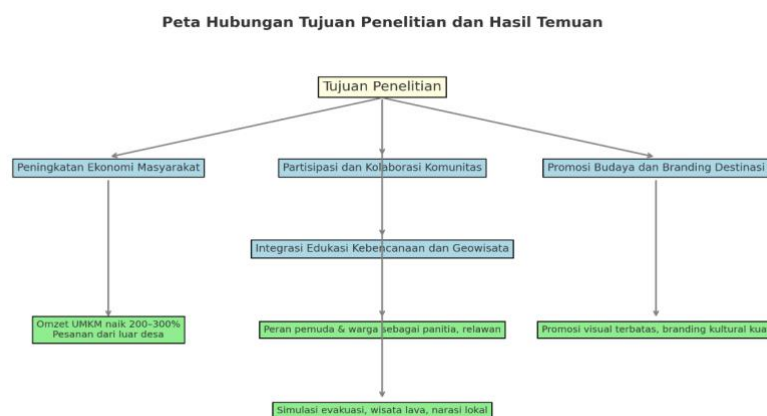 Peta Hubungan Tujuan Penelitian dan Hasil Temuan
Tujuan Penelitian
Peningkatan Ekonomi Masyarakat
Partisipasi dan Kolaborasi Komunitas
Promosi Budaya dan Branding Destinasi
Integrasi Edukasi Kebencanaan dan Geowisata
Omzet UMKM naik 200–300%
Pesanan dari luar desa
Peran pemuda & warga sebagai panitia, relawan
Promosi visual terbatas, branding kultural kuat
Simulasi evakuasi, wisata lava, narasi lokal